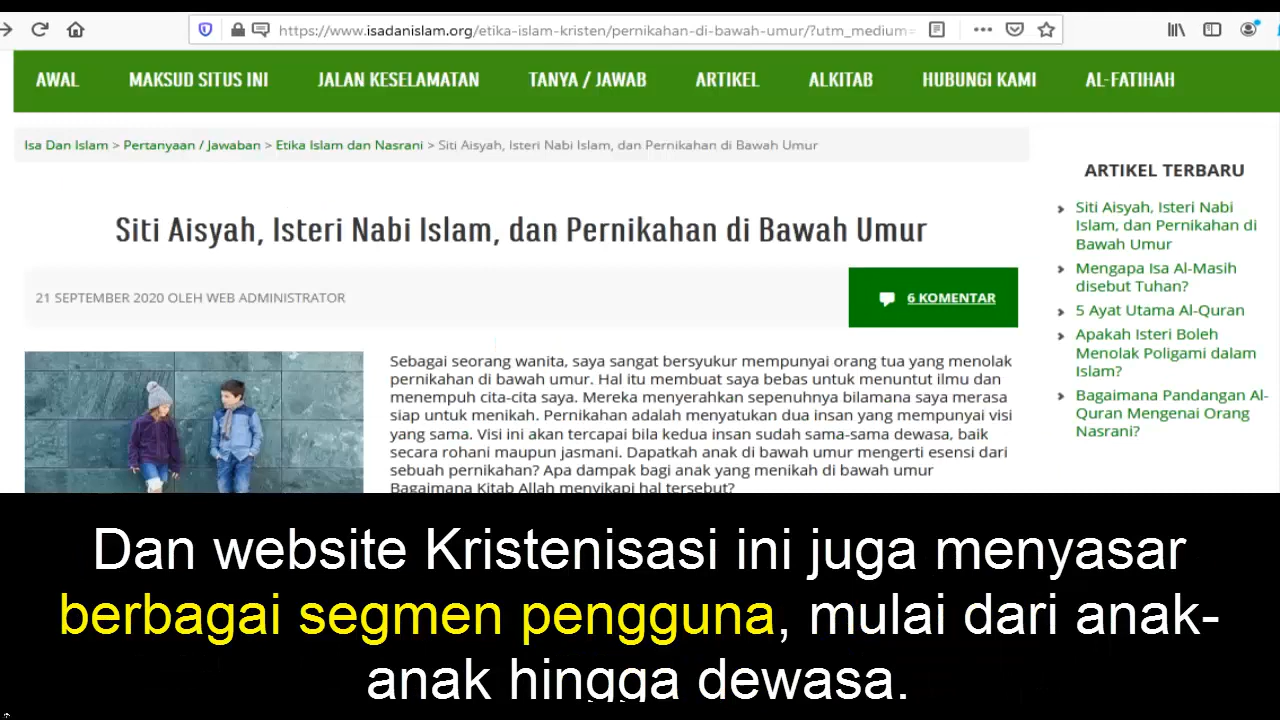 https://www.isadanislam.org/etika-islam-kristen/pernikahan-di-bawah-umur/?utm_medium=
AWAL MAKSUD SITUS INI JALAN KESELAMATAN TANYA / JAWAB ARTIKEL ALKITAB HUBUNGI KAMI AL-FATIHAH
Isa Dan Islam > Pertanyaan / Jawaban > Etika Islam dan Nasrani > Siti Aisyah, Isteri Nabi Islam, dan Pernikahan di Bawah Umur
Siti Aisyah, Isteri Nabi Islam, dan Pernikahan di Bawah Umur
21 SEPTEMBER 2020 OLEH WEB ADMINISTRATOR
6 KOMENTAR
Sebagai seorang wanita, saya sangat bersyukur mempunyai orang tua yang menolak
pernikahan di bawah umur. Hal itu membuat saya bebas untuk menuntut ilmu dan
menempuh cita-cita saya. Mereka menyerahkan sepenuhnya bilamana saya merasa
siap untuk menikah. Pernikahan adalah menyatukan dua insan yang mempunyai visi
yang sama. Visi ini akan tercapai bila kedua insan sudah sama-sama dewasa, baik
secara rohani maupun jasmani. Dapatkah anak di bawah umur mengerti esensi dari
sebuah pernikahan? Apa dampak bagi anak yang menikah di bawah umur
Bagaimana Kitab Allah menyikapi hal tersebut?
ARTIKEL TERBARU
Siti Aisyah, Isteri Nabi
Islam, dan Pernikahan di
Bawah Umur
Mengapa Isa Al-Masih
disebut Tuhan?
5 Ayat Utama Al-Quran
Apakah Isteri Boleh
Menolak Poligami dalam
Islam?
Bagaimana Pandangan Al-
Quran Mengenai Orang
Nasrani?
Dan website Kristenisasi ini juga menyasar
berbagai segmen pengguna, mulai dari anak-
anak hingga dewasa.